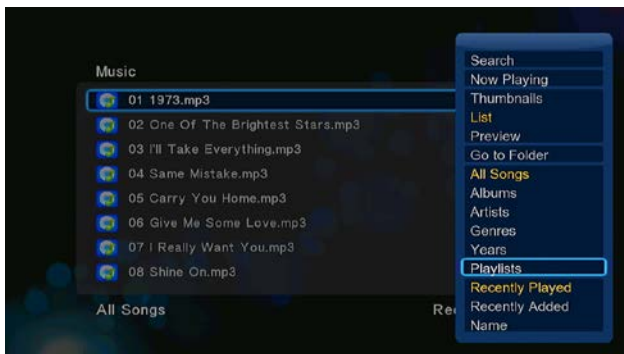 Music
01 1973.mp3
02 One Of The Brightest Stars.mp3
03 I'll Take Everything.mp3
04 Same Mistake.mp3
05 Carry You Home.mp3
06 Give Me Some Love.mp3
07 I Really Want You.mp3
08 Shine On.mp3
All Songs
Search
Now Playing
Thumbnails
List
Preview
Go to Folder
All Songs
Albums
Artists
Genres
Years
Playlists
Recently Played
Recently Added
Name